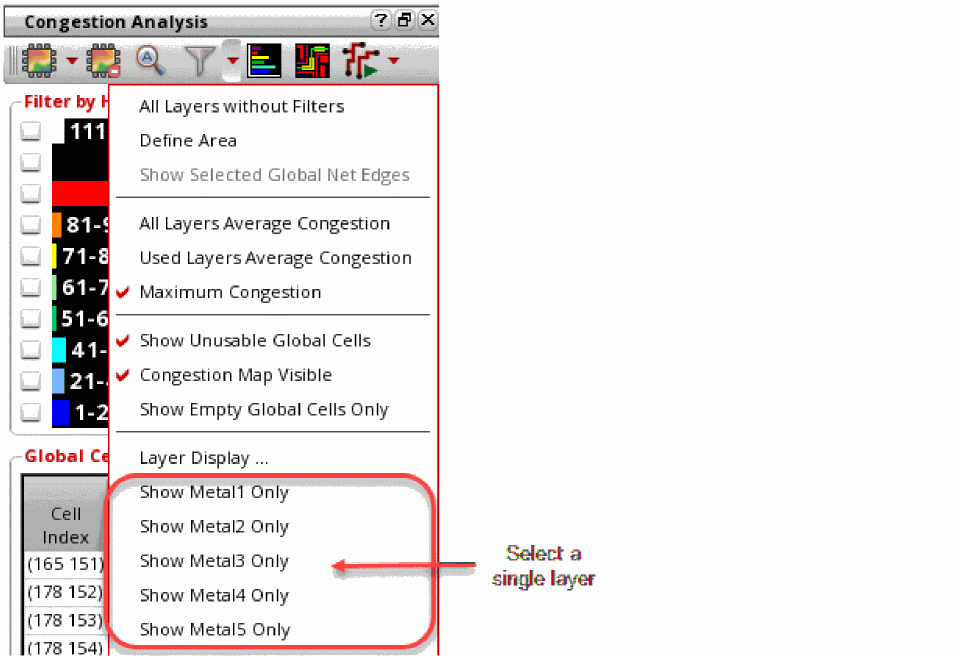 Congestion Analysis
Filter by
111
81-
71-8
61-7
51-6
41-
21-
1-2
All Layers without Filters
Define Area
Show Selected Global Net Edges
All Layers Average Congestion
Used Layers Average Congestion
Maximum Congestion
Show Unusable Global Cells
Congestion Map Visible
Show Empty Global Cells Only
Layer Display ...
Show Metal1 Only
Show Metal2 Only
Show Metal3 Only
Show Metal4 Only
Show Metal5 Only
Global Ce
Cell
Index
(165 151)
(178 152)
(178 153)
(178 154)
Select a
single layer